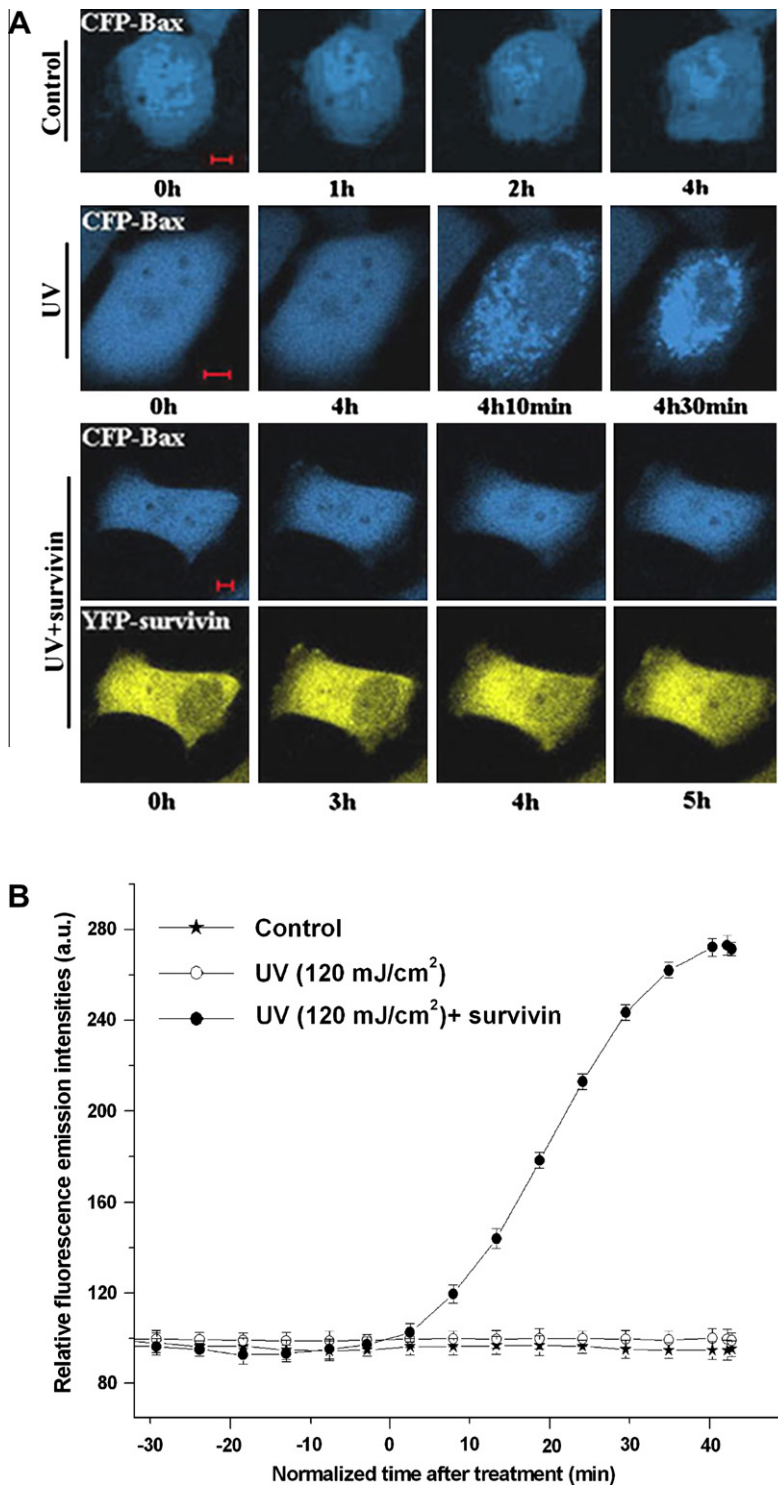 A
Control
CFP-Bax
0h 1h 2h 4h
UV
CFP-Bax
0h 4h 4h10min 4h30min
UV+survivin
CFP-Bax
YFP-survivin
0h 3h 4h 5h
B
Relative fluorescence emission intensities (a.u.)
280
240
200
160
120
80
Control
UV (120 mJ/cm²)
UV (120 mJ/cm²)+ survivin
-30 -20 -10 0 10 20 30 40
Normalized time after treatment (min)